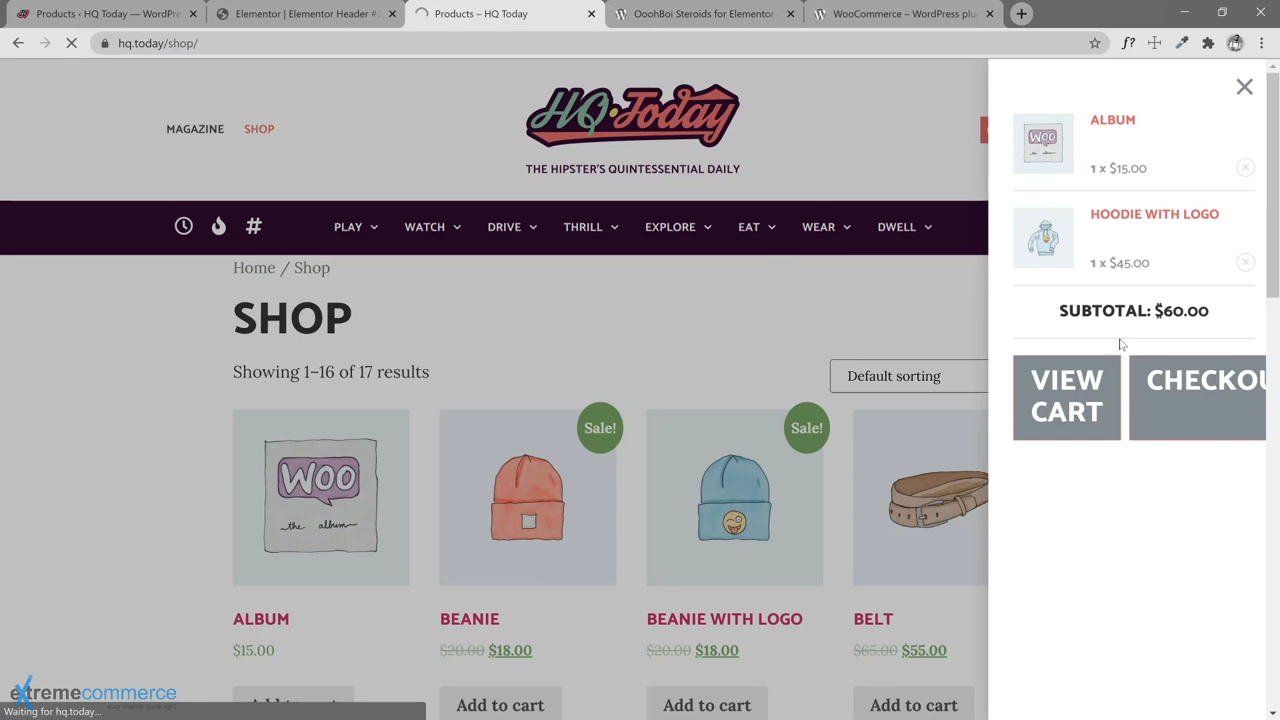 Products ‹ HQ Today — WordPre
Elementor | Elementor Header #2
Products – HQ Today
OoohBoi Steroids for Elementor
WooCommerce – WordPress plu
hq.today/shop/
f?
MAGAZINE
SHOP
HQ·Today
THE HIPSTER'S QUINTESSENTIAL DAILY
#
PLAY
WATCH
DRIVE
THRILL
EXPLORE
EAT
WEAR
DWELL
Home / Shop
SHOP
Showing 1–16 of 17 results
Default sorting
WOO
the album
Sale!
Sale!
ALBUM
BEANIE
BEANIE WITH LOGO
BELT
$15.00
$20.00 $18.00
$20.00 $18.00
$65.00 $55.00
Add to cart
Add to cart
Add to cart
WOO
ALBUM
1 x $15.00
HOODIE WITH LOGO
1 x $45.00
SUBTOTAL: $60.00
VIEW
CART
CHECKOU
extremecommerce
Waiting for hq.today...